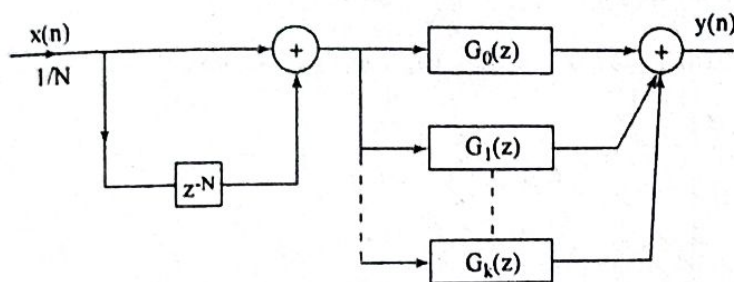 x(n)
1/N
+
z⁻ᴺ
G₀(z)
G₁(z)
Gₖ(z)
+
y(n)